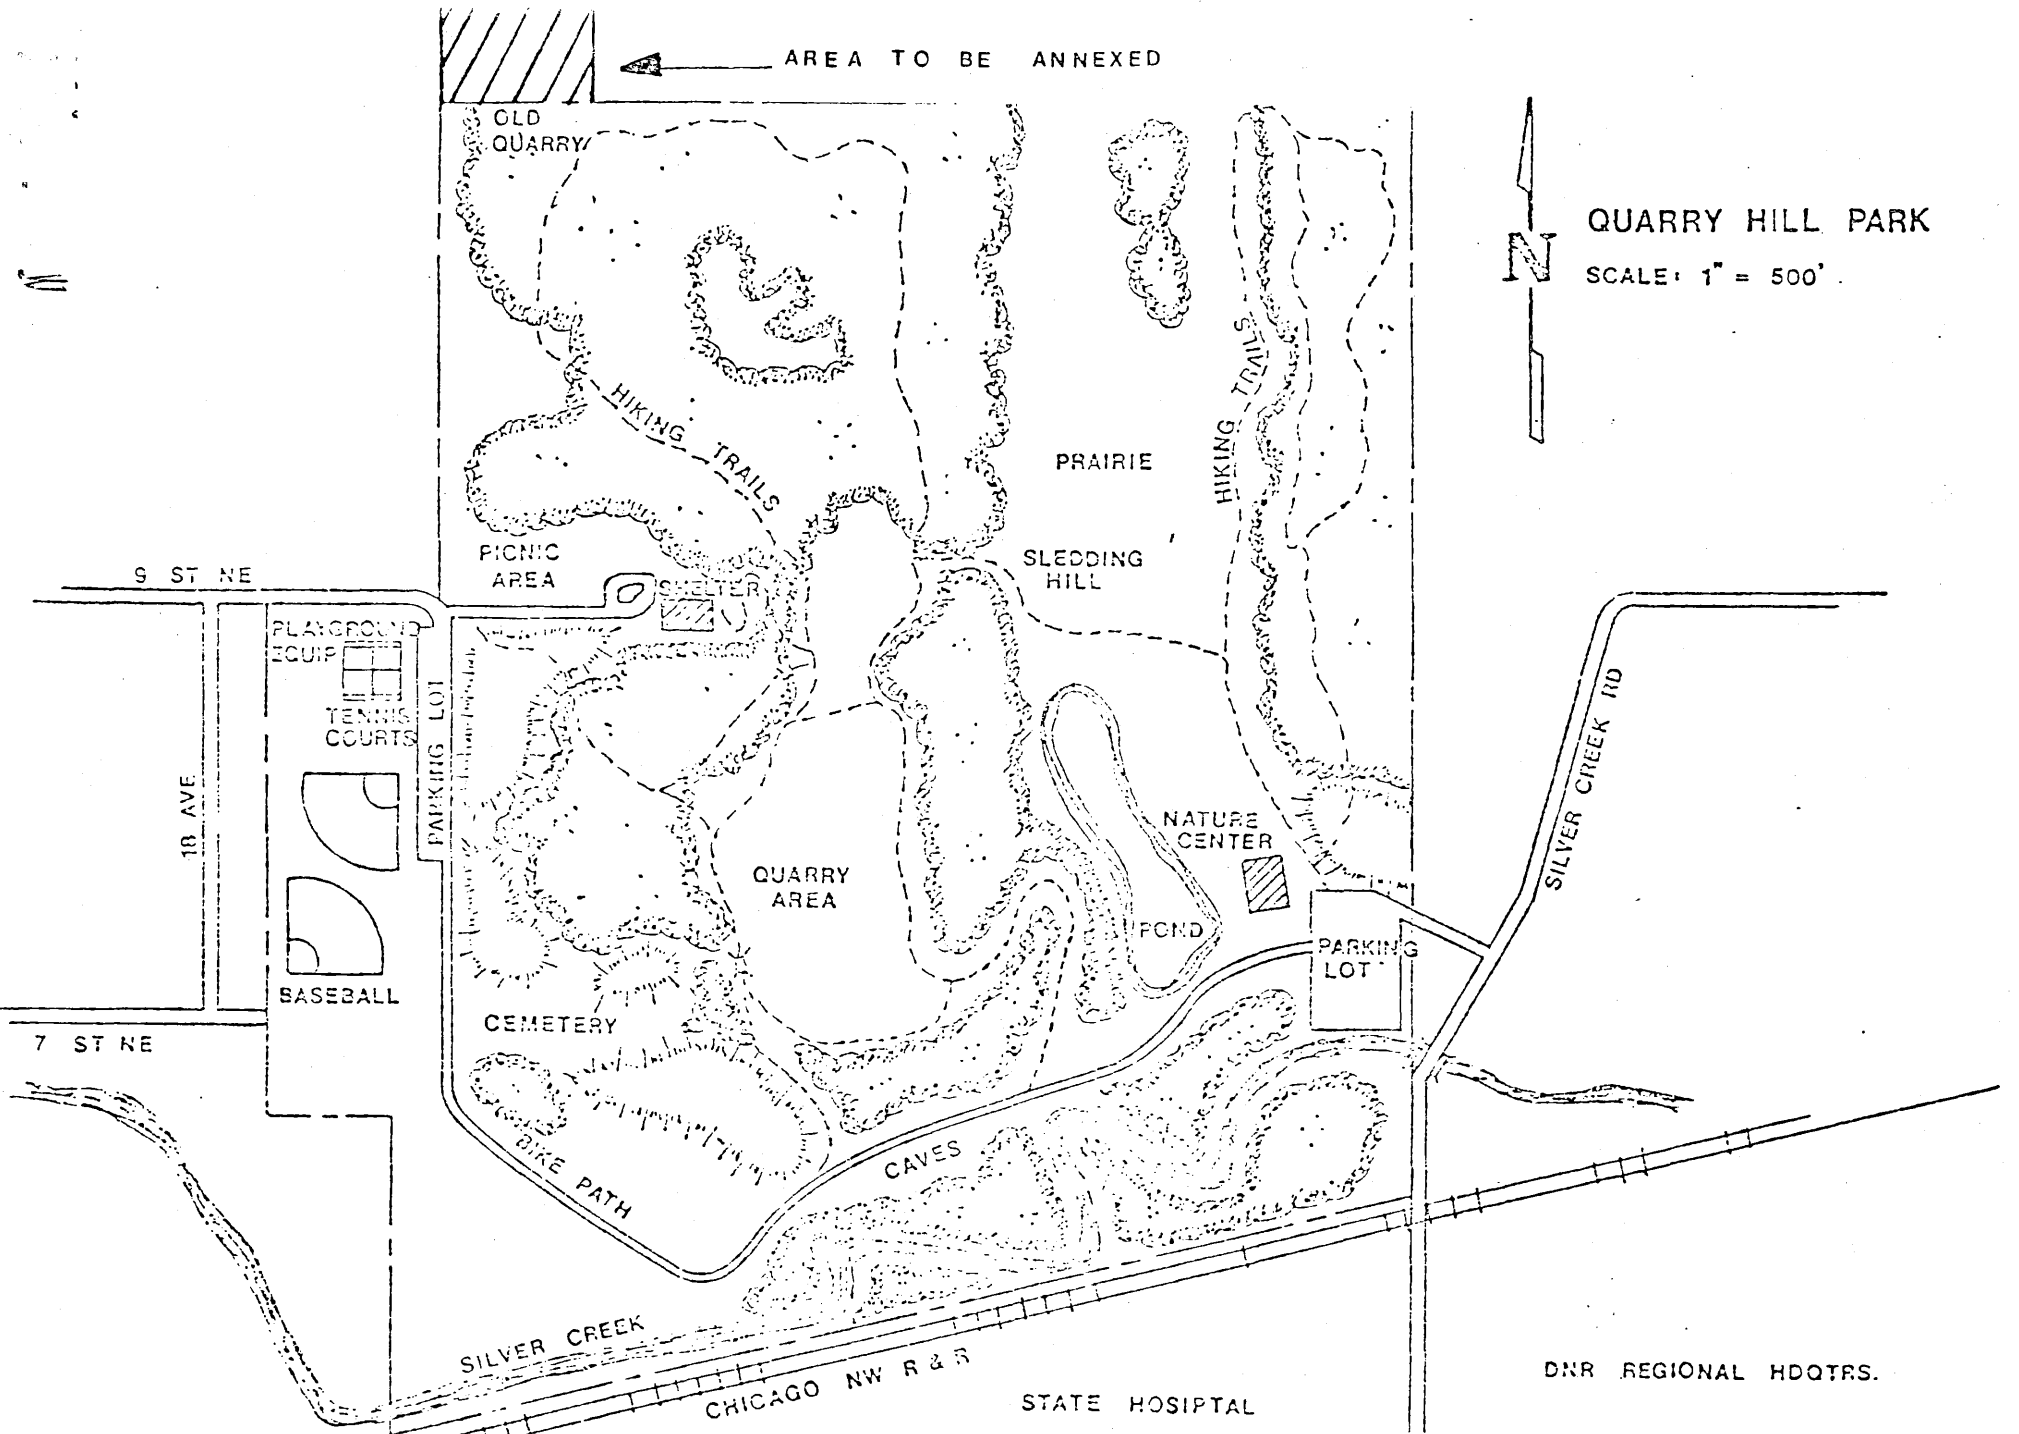 AREA TO BE ANNEXED
OLD
QUARRY
QUARRY HILL PARK
SCALE: 1" = 500'
N
HIKING TRAILS
HIKING TRAILS
PRAIRIE
PICNIC
AREA
SLEDDING
HILL
9 ST NE
SHELTER
PLAYGROUND
EQUIP
TENNIS
COURTS
PARKING LOT
18 AVE
SILVER CREEK RD
NATURE
CENTER
QUARRY
AREA
POND
PARKING
LOT
BASEBALL
CEMETERY
7 ST NE
BIKE PATH
CAVES
SILVER CREEK
CHICAGO NW R & R
STATE HOSIPTAL
DNR REGIONAL HDQTRS.